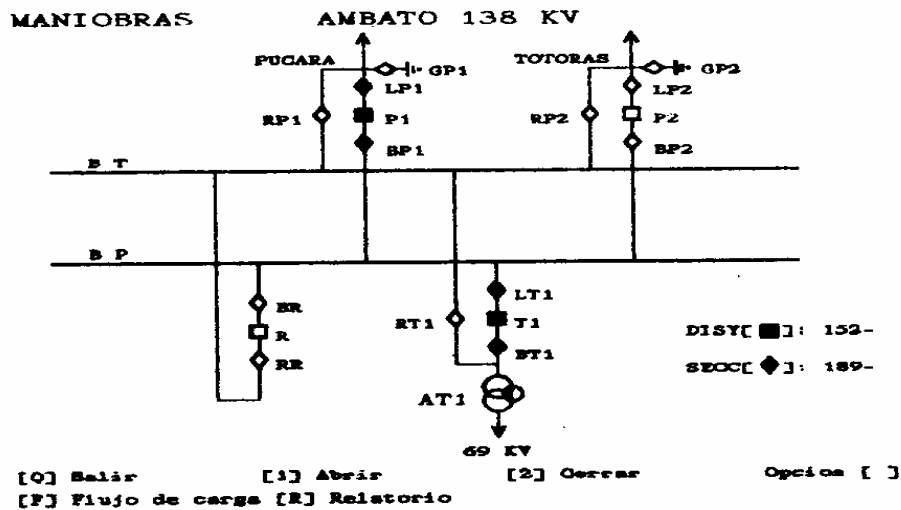 MANIOBRAS AMBATO 138 KV
PUCARA TOTORAS
GP1 GP2
LP1 LP2
RP1 P1 RP2 P2
BP1 BP2
B T
B P
LT1
BR
RT1 T1
R DISY[■]: 152-
BT1
RR SECC[◆]: 189-
AT1
69 KV
[0] Salir [1] Abrir [2] Cerrar Opcion [ ]
[F] Flujo de carga [R] Relatorio